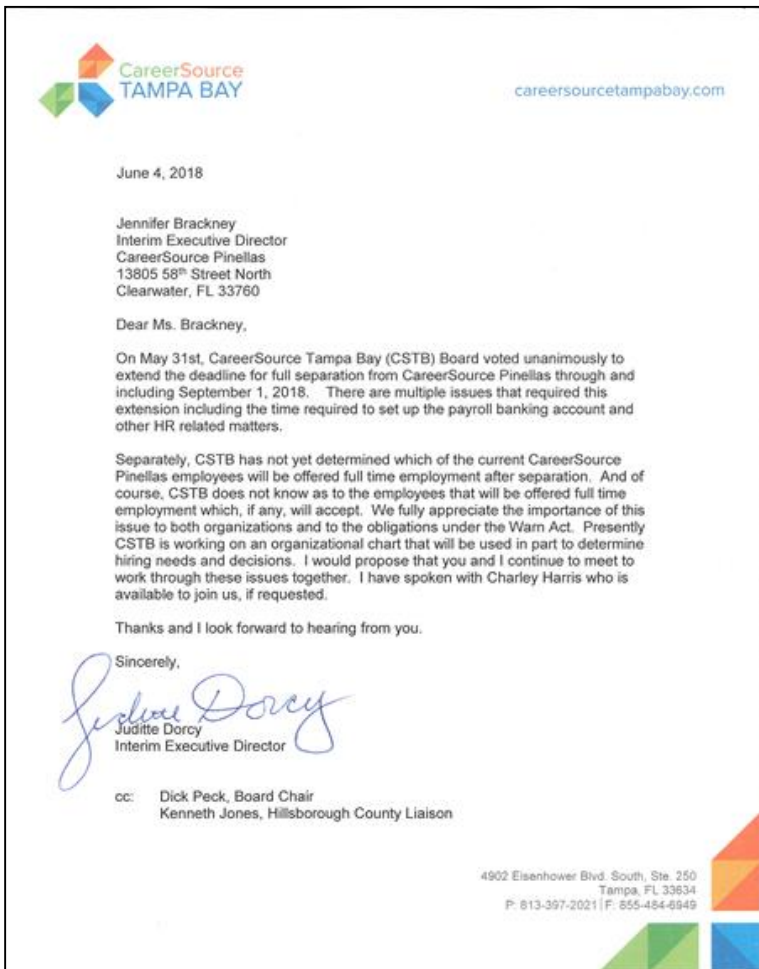 CareerSource
TAMPA BAY
careersourcetampabay.com
June 4, 2018
Jennifer Brackney
Interim Executive Director
CareerSource Pinellas
13805 58th Street North
Clearwater, FL 33760
Dear Ms. Brackney,
On May 31st, CareerSource Tampa Bay (CSTB) Board voted unanimously to
extend the deadline for full separation from CareerSource Pinellas through and
including September 1, 2018. There are multiple issues that required this
extension including the time required to set up the payroll banking account and
other HR related matters.
Separately, CSTB has not yet determined which of the current CareerSource
Pinellas employees will be offered full time employment after separation. And of
course, CSTB does not know as to the employees that will be offered full time
employment which, if any, will accept. We fully appreciate the importance of this
issue to both organizations and to the obligations under the Warn Act. Presently
CSTB is working on an organizational chart that will be used in part to determine
hiring needs and decisions. I would propose that you and I continue to meet to
work through these issues together. I have spoken with Charley Harris who is
available to join us, if requested.
Thanks and I look forward to hearing from you.
Sincerely,
Juditte Dorcy
Juditte Dorcy
Interim Executive Director
cc: Dick Peck, Board Chair
Kenneth Jones, Hillsborough County Liaison
4902 Eisenhower Blvd. South, Ste. 250
Tampa, FL 33634
P: 813-397-2021 | F: 855-484-6949